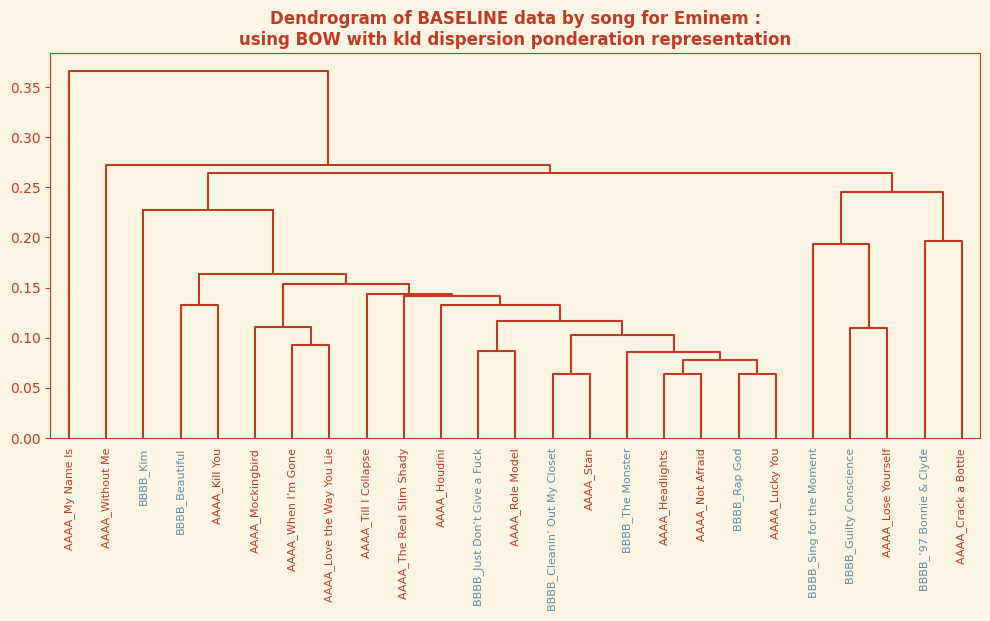 Dendrogram of BASELINE data by song for Eminem :
using BOW with kld dispersion ponderation representation
0.35
0.30
0.25
0.20
0.15
0.10
0.05
0.00
AAAA_My Name Is
AAAA_Without Me
BBBB_Kim
BBBB_Beautiful
AAAA_Kill You
AAAA_Mockingbird
AAAA_When I'm Gone
AAAA_Love the Way You Lie
AAAA_Till I Collapse
AAAA_The Real Slim Shady
AAAA_Houdini
BBBB_Just Don't Give a Fuck
AAAA_Role Model
BBBB_Cleanin' Out My Closet
AAAA_Stan
BBBB_The Monster
AAAA_Headlights
AAAA_Not Afraid
BBBB_Rap God
AAAA_Lucky You
BBBB_Sing for the Moment
BBBB_Guilty Conscience
AAAA_Lose Yourself
BBBB_'97 Bonnie & Clyde
AAAA_Crack a Bottle